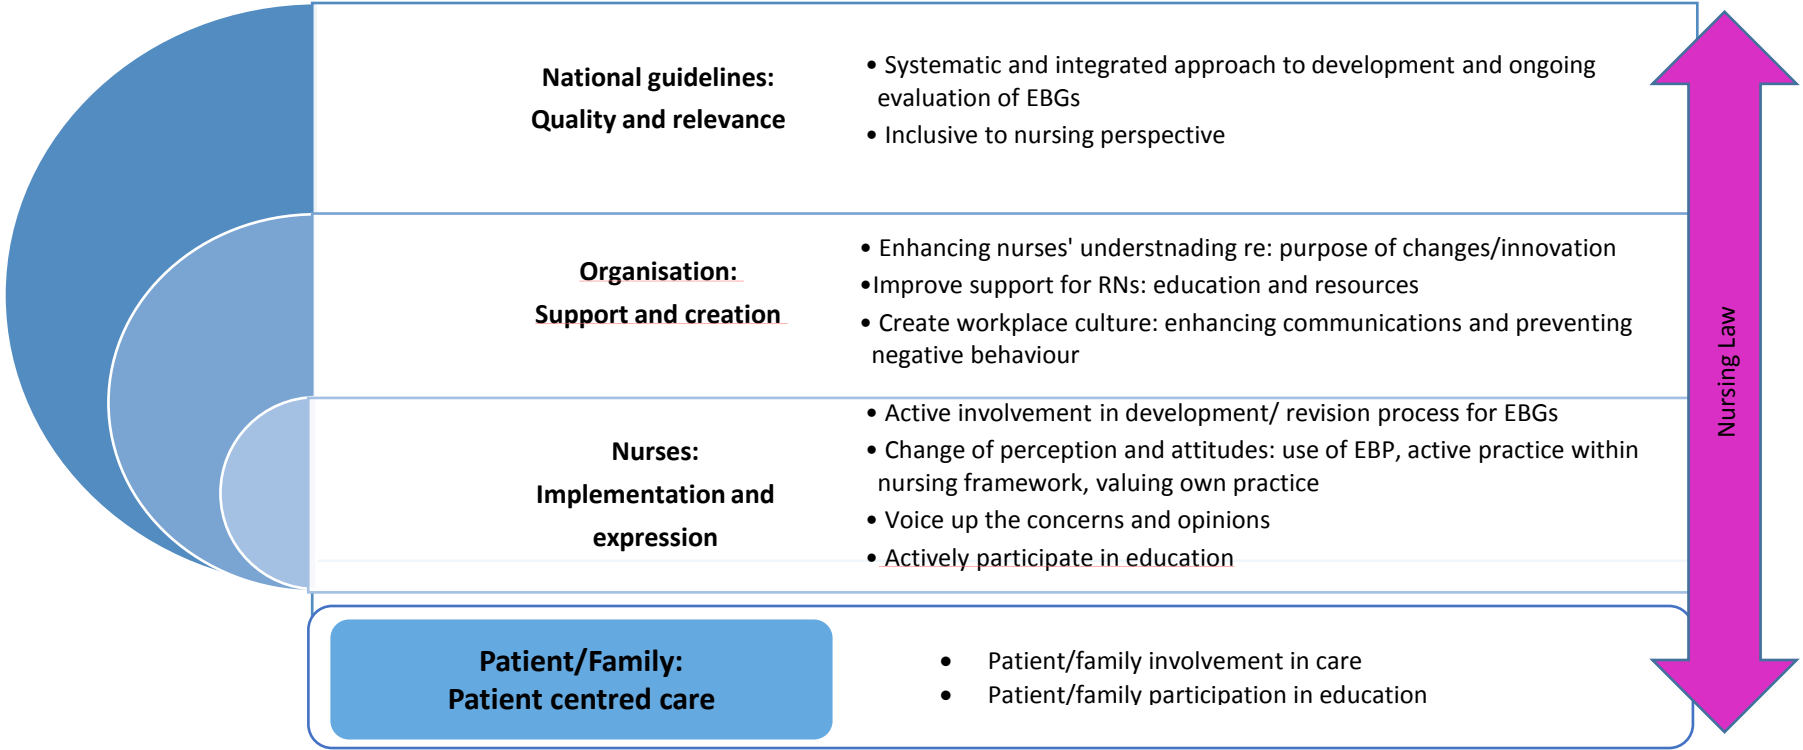 National guidelines:
Quality and relevance
• Systematic and integrated approach to development and ongoing
evaluation of EBGs
• Inclusive to nursing perspective
Organisation:
Support and creation
• Enhancing nurses' understnading re: purpose of changes/innovation
•Improve support for RNs: education and resources
• Create workplace culture: enhancing communications and preventing
negative behaviour
Nurses:
Implementation and
expression
• Active involvement in development/ revision process for EBGs
• Change of perception and attitudes: use of EBP, active practice within
nursing framework, valuing own practice
• Voice up the concerns and opinions
• Actively participate in education
Patient/Family:
Patient centred care
• Patient/family involvement in care
• Patient/family participation in education
Nursing Law